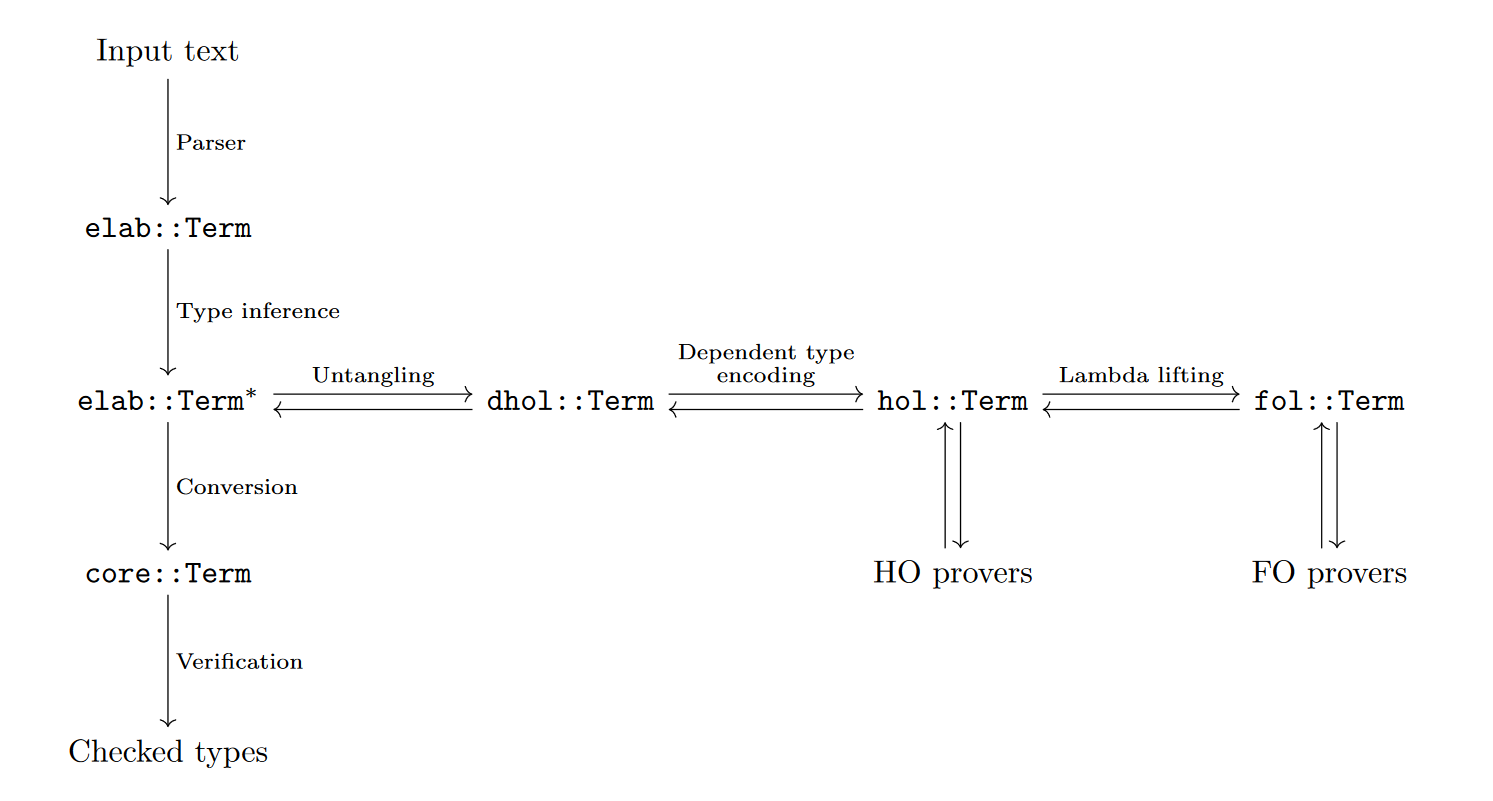 Input text
Parser
elab::Term
Type inference
Dependent type
Untangling
encoding
Lambda lifting
elab::Term*
dhol::Term
hol::Term
fol::Term
Conversion
core::Term
HO provers
FO provers
Verification
Checked types